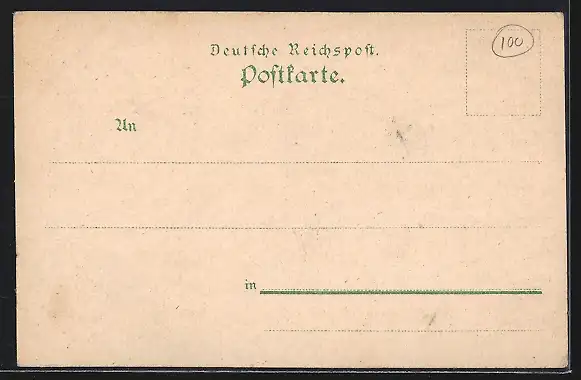 Deutsche Reichspost.
100
Postkarte.
An
in